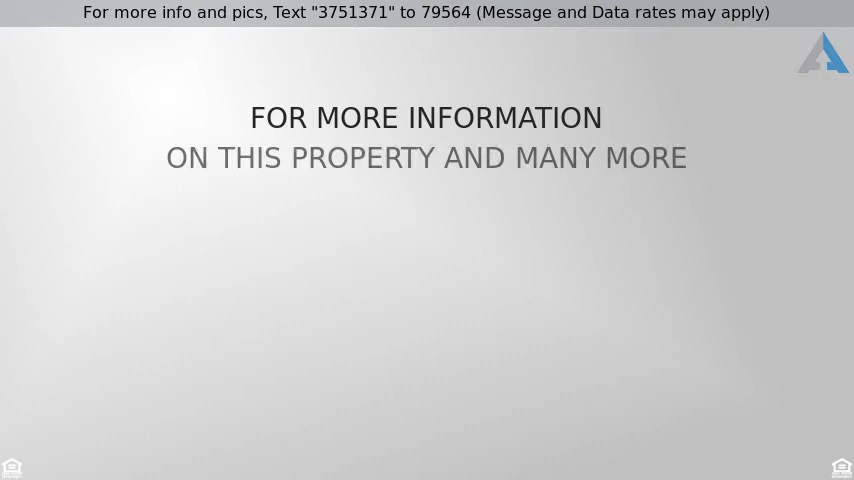 For more info and pics, Text "3751371" to 79564 (Message and Data rates may apply)
FOR MORE INFORMATION
ON THIS PROPERTY AND MANY MORE